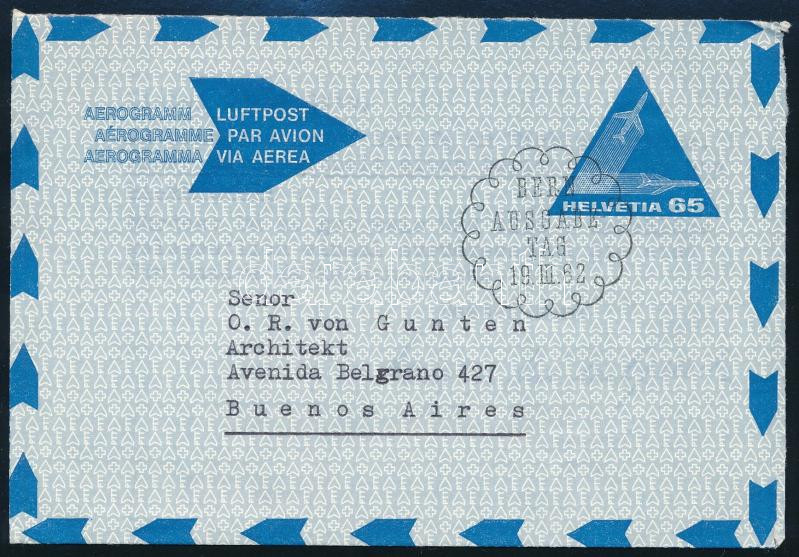 AEROGRAMM LUFTPOST
AÉROGRAMME PAR AVION
AEROGRAMMA VIA AEREA
HELVETIA 65
BERN
AUSGABE
TAG
19.III.62
Senor
O. R. von Gunten
Architekt
Avenida Belgrano 427
Buenos Aires
darabanth